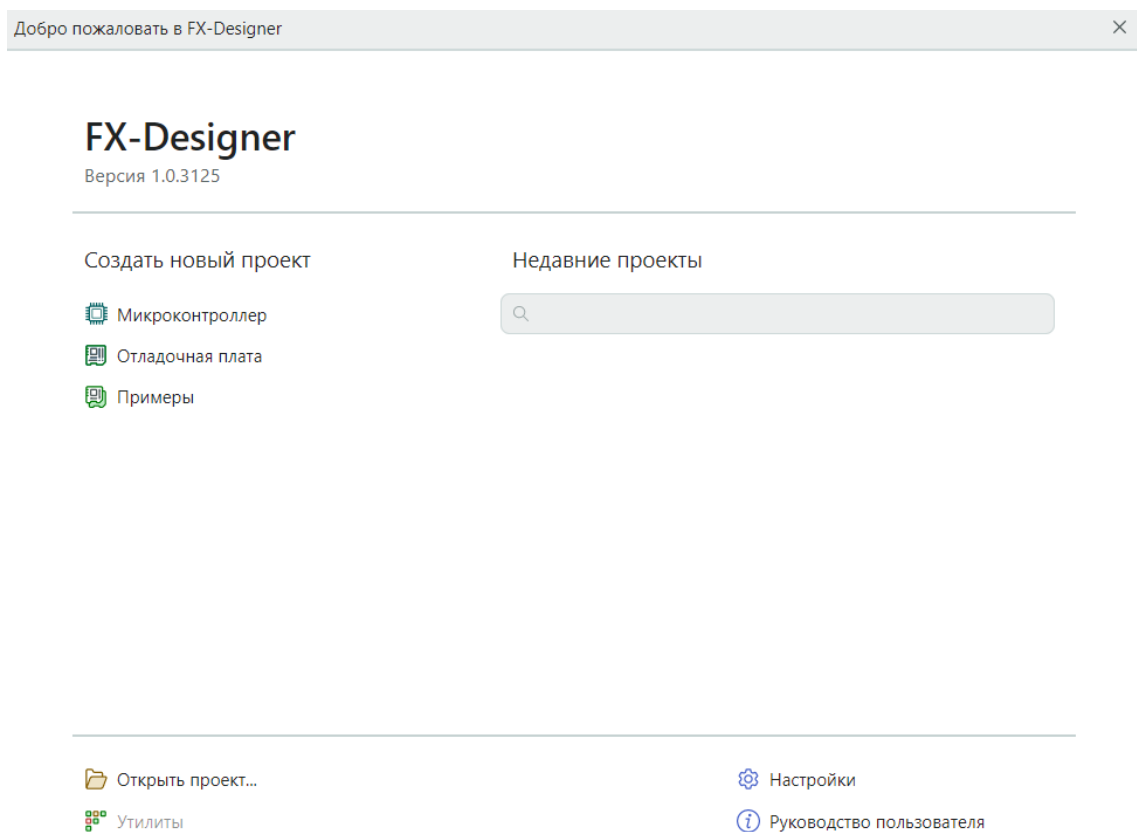 Добро пожаловать в FX-Designer
FX-Designer
Версия 1.0.3125
Создать новый проект
Микроконтроллер
Отладочная плата
Примеры
Недавние проекты
Открыть проект...
Утилиты
Настройки
Руководство пользователя